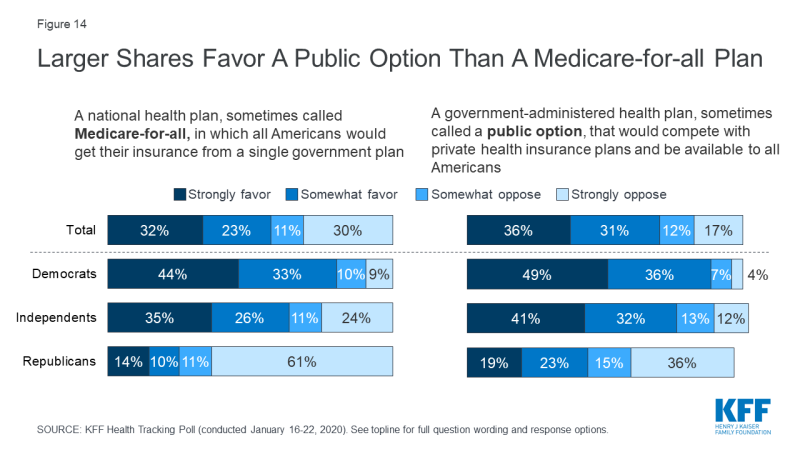 Figure 14
Larger Shares Favor A Public Option Than A Medicare-for-all Plan
A national health plan, sometimes called
Medicare-for-all, in which all Americans would
get their insurance from a single government plan
A government-administered health plan, sometimes
called a public option, that would compete with
private health insurance plans and be available to all
Americans
Strongly favor Somewhat favor Somewhat oppose Strongly oppose
Total 32% 23% 11% 30% 36% 31% 12% 17%
Democrats 44% 33% 10% 9% 49% 36% 7% 4%
Independents 35% 26% 11% 24% 41% 32% 13% 12%
Republicans 14% 10% 11% 61% 19% 23% 15% 36%
SOURCE: KFF Health Tracking Poll (conducted January 16-22, 2020). See topline for full question wording and response options.
KFF
HENRY J KAISER
FAMILY FOUNDATION